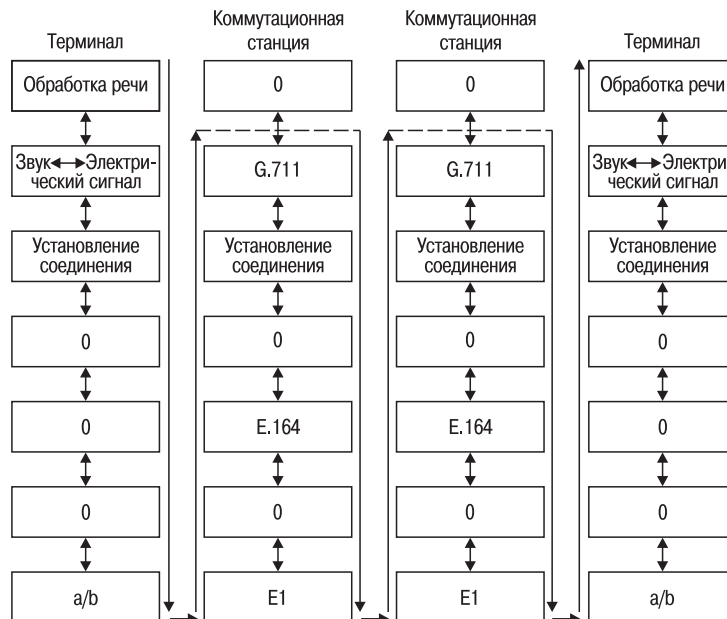 Терминал
Коммутационная
станция
Коммутационная
станция
Терминал
Обработка речи
0
0
Обработка речи
Звук Электри-
ческий сигнал
G.711
G.711
Звук Электри-
ческий сигнал
Установление
соединения
Установление
соединения
Установление
соединения
Установление
соединения
0
0
0
0
0
E.164
E.164
0
0
0
0
0
a/b
E1
E1
a/b